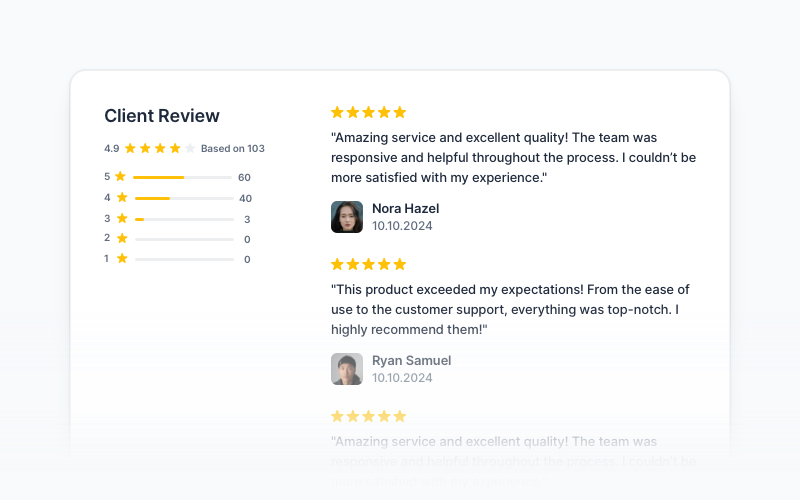 Client Review
4.9 Based on 103
5 60
4 40
3 3
2 0
1 0
"Amazing service and excellent quality! The team was
responsive and helpful throughout the process. I couldn’t be
more satisfied with my experience."
Nora Hazel
10.10.2024
"This product exceeded my expectations! From the ease of
use to the customer support, everything was top-notch. I
highly recommend them!"
Ryan Samuel
10.10.2024
"Amazing service and excellent quality! The team was
responsive and helpful throughout the process. I couldn’t be